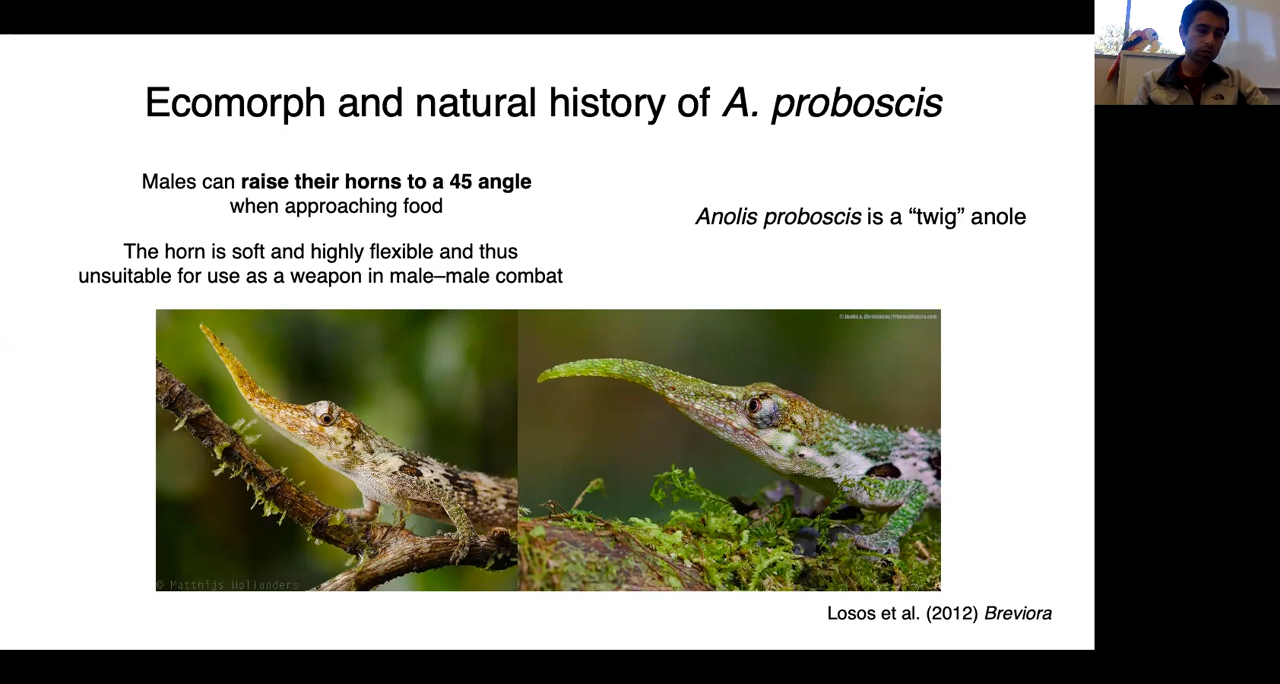 Ecomorph and natural history of A. proboscis
Males can raise their horns to a 45 angle
when approaching food
The horn is soft and highly flexible and thus
unsuitable for use as a weapon in male–male combat
Anolis proboscis is a “twig” anole
© Matthijs Hollanders
Losos et al. (2012) Breviora